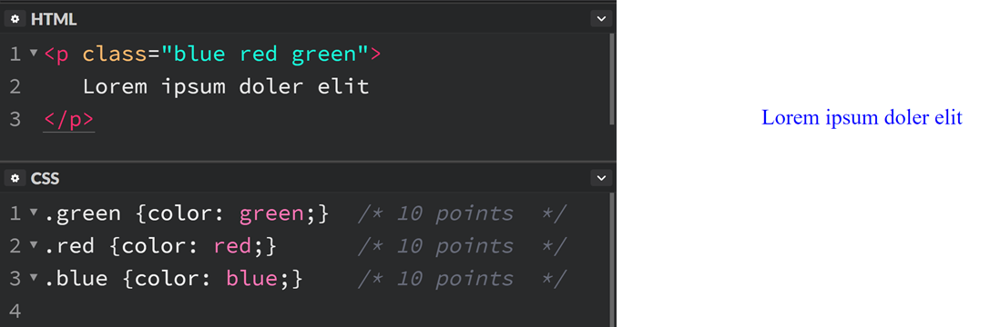 HTML
1 <p class="blue red green">
2 Lorem ipsum doler elit
3 </p>
CSS
1 .green {color: green;} /* 10 points */
2 .red {color: red;} /* 10 points */
3 .blue {color: blue;} /* 10 points */
4
Lorem ipsum doler elit